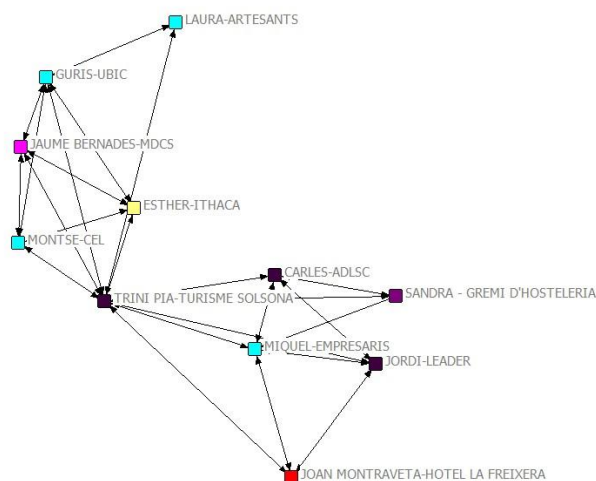 LAURA-ARTESANTS
GURIS-UBIC
JAUME BERNADES-MDCS
ESTHER-ITHACA
MONTSE-CEL
CARLES-ADLSC
TRINI PIA-TURISME SOLSONA
SANDRA - GREMI D'HOSTELERIA
MIQUEL-EMPRESARIS
JORDI-LEADER
JOAN MONTRAVETA-HOTEL LA FREIXERA